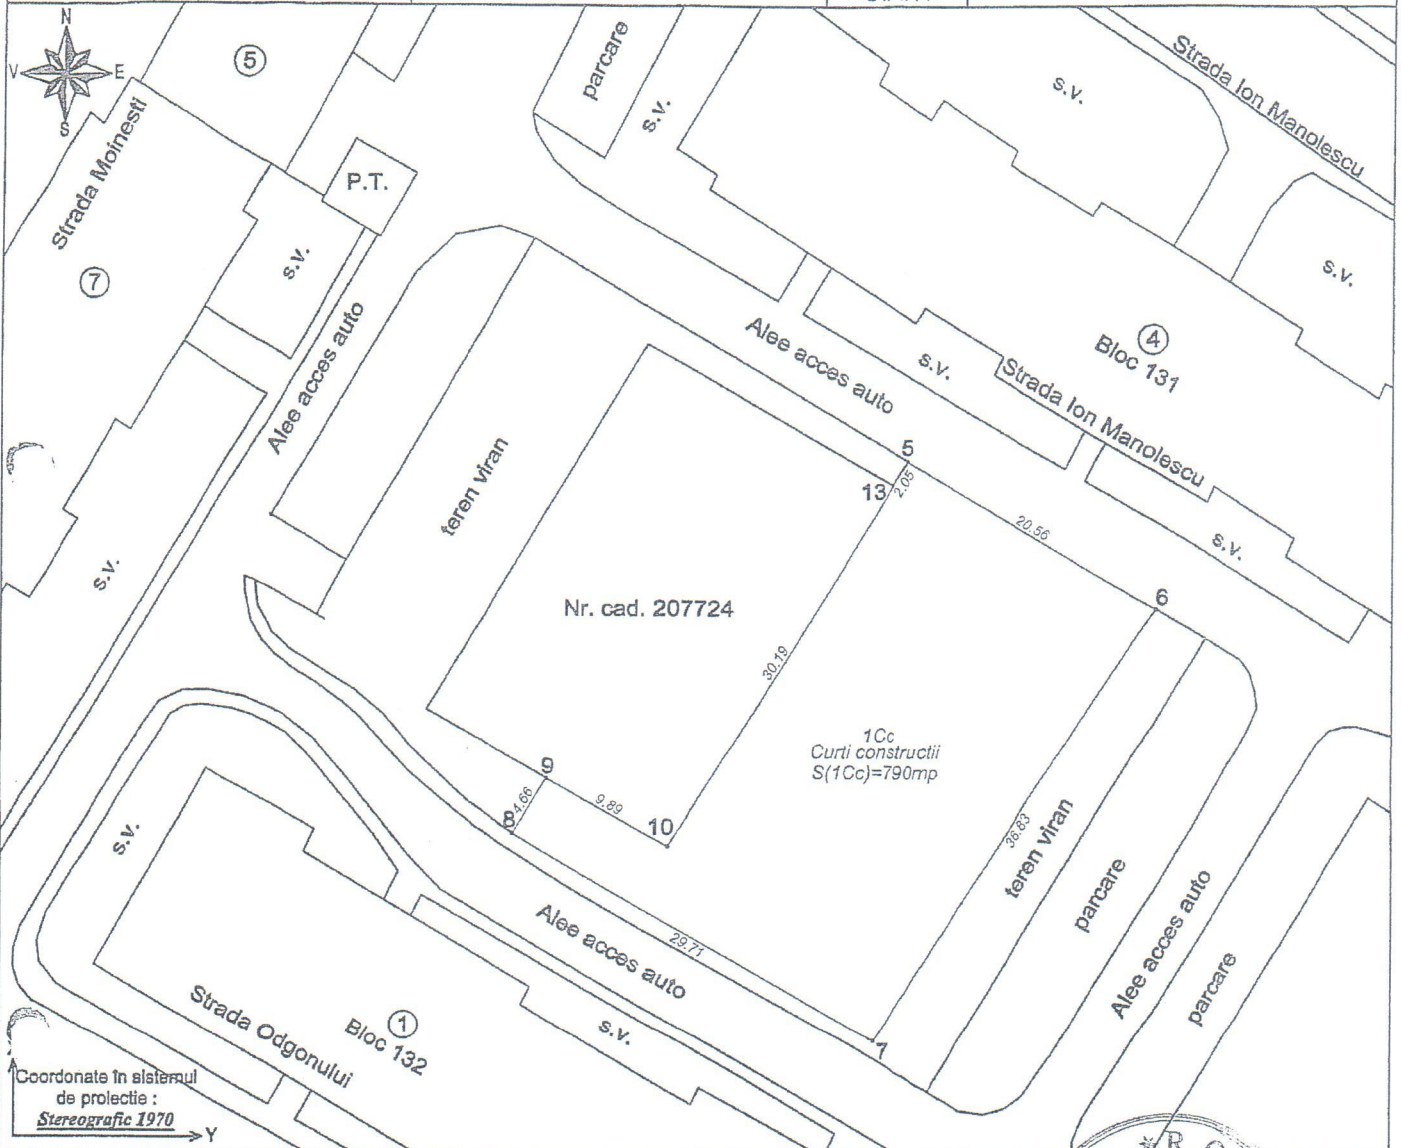 N
V
E
S
5
Strada Moinesti
7
P.T.
s.v.
parcare
s.v.
s.v.
Strada Ion Manolescu
s.v.
Alee acces auto
Alee acces auto
s.v.
4
Bloc 131
Strada Ion Manolescu
s.v.
teren viran
5
13
2.05
20.56
6
s.v.
Nr. cad. 207724
30.19
1Cc
Curti constructii
S(1Cc)=790mp
9
4.66
8
9.89
10
36.83
teren viran
parcare
Alee acces auto
parcare
s.v.
29.71
7
Alee acces auto
s.v.
Strada Odgonului
1
Bloc 132
Coordonate în sistemul
de proiectie :
Stereografic 1970
Y
R O